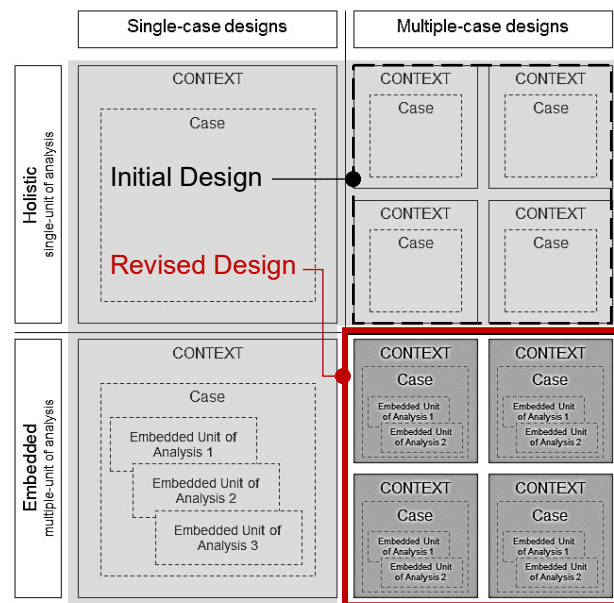 Single-case designs
Multiple-case designs
Holistic
single-unit of analysis
CONTEXT
Case
Initial Design
Revised Design
CONTEXT
Case
CONTEXT
Case
CONTEXT
Case
CONTEXT
Case
Embedded
multiple-unit of analysis
CONTEXT
Case
Embedded Unit of
Analysis 1
Embedded Unit of
Analysis 2
Embedded Unit of
Analysis 3
CONTEXT
Case
Embedded Unit
of Analysis 1
Embedded Unit
of Analysis 2
CONTEXT
Case
Embedded Unit
of Analysis 1
Embedded Unit
of Analysis 2
CONTEXT
Case
Embedded Unit
of Analysis 1
Embedded Unit
of Analysis 2
CONTEXT
Case
Embedded Unit
of Analysis 1
Embedded Unit
of Analysis 2